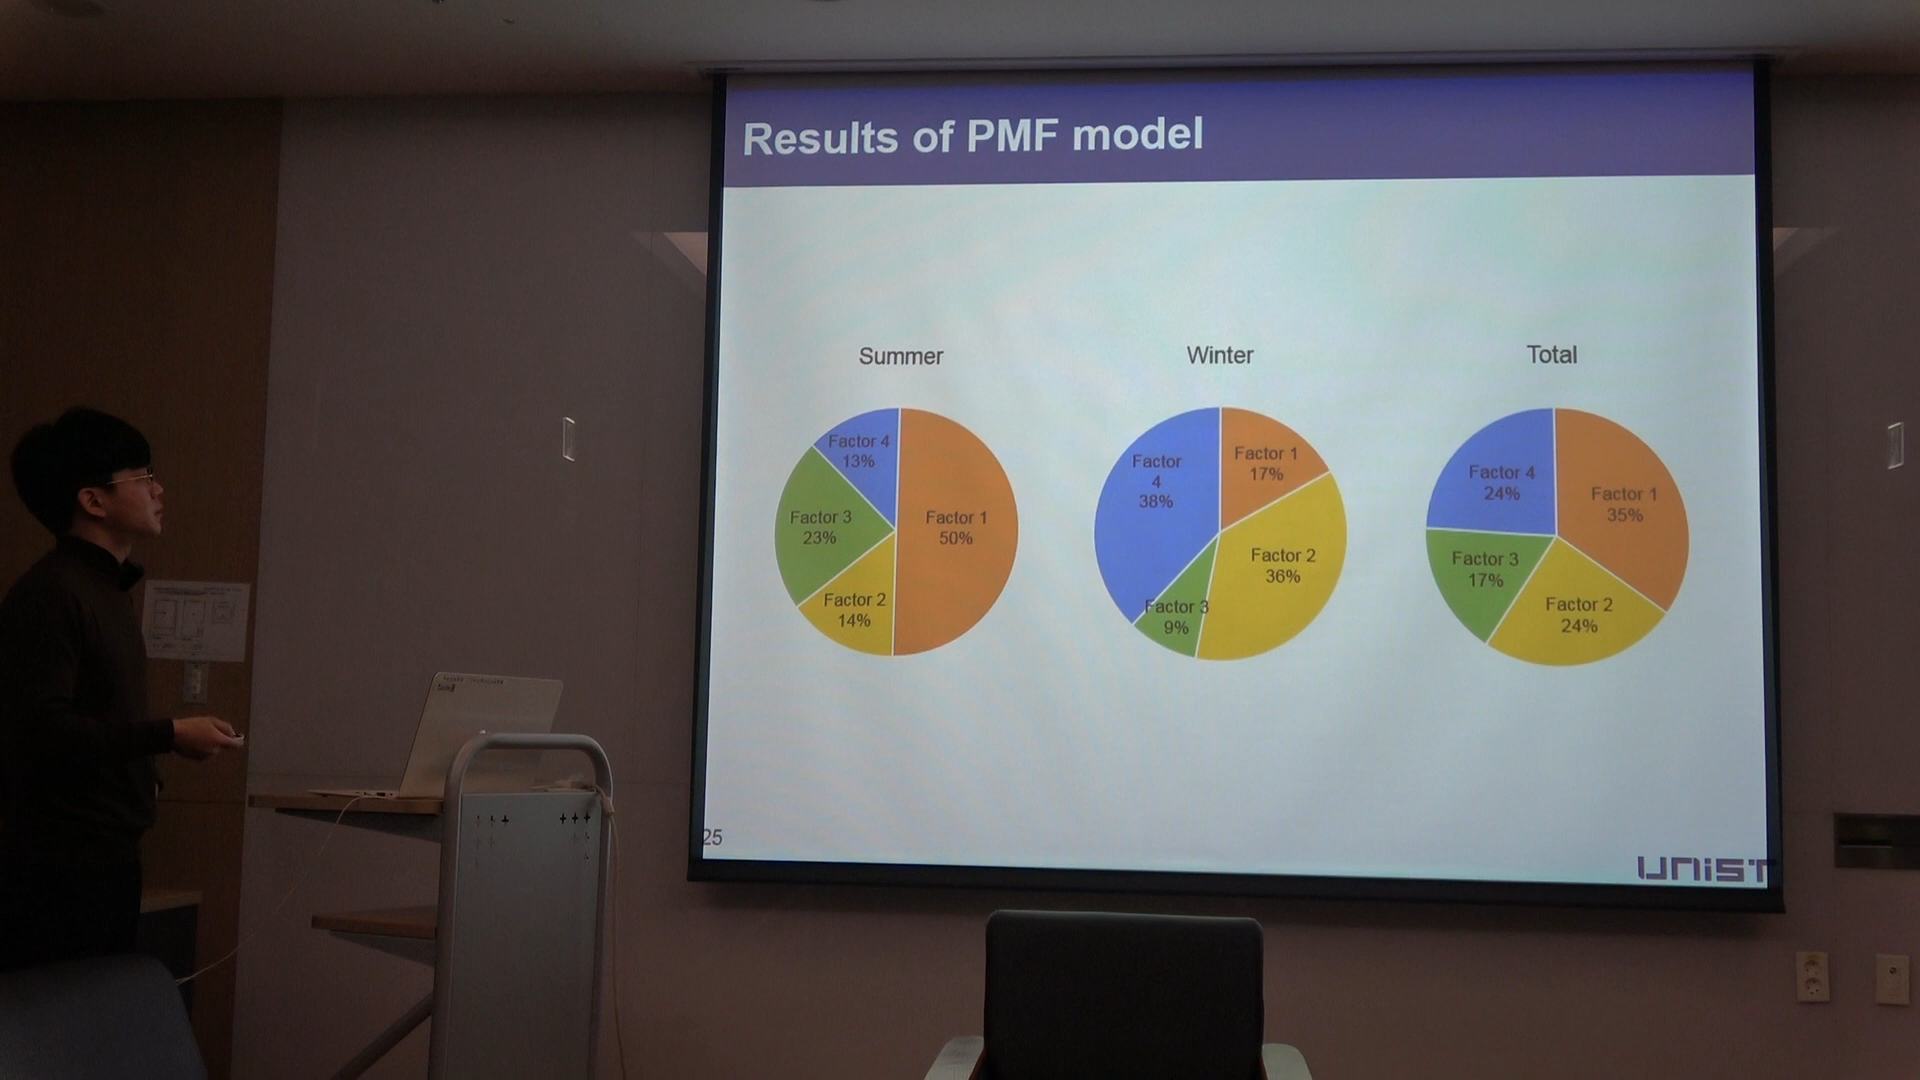 Results of PMF model
Summer
Factor 4
13%
Factor 3
23%
Factor 1
50%
Factor 2
14%
Winter
Factor
4
38%
Factor 1
17%
Factor 2
36%
Factor 3
9%
Total
Factor 4
24%
Factor 1
35%
Factor 3
17%
Factor 2
24%
25
UNIST